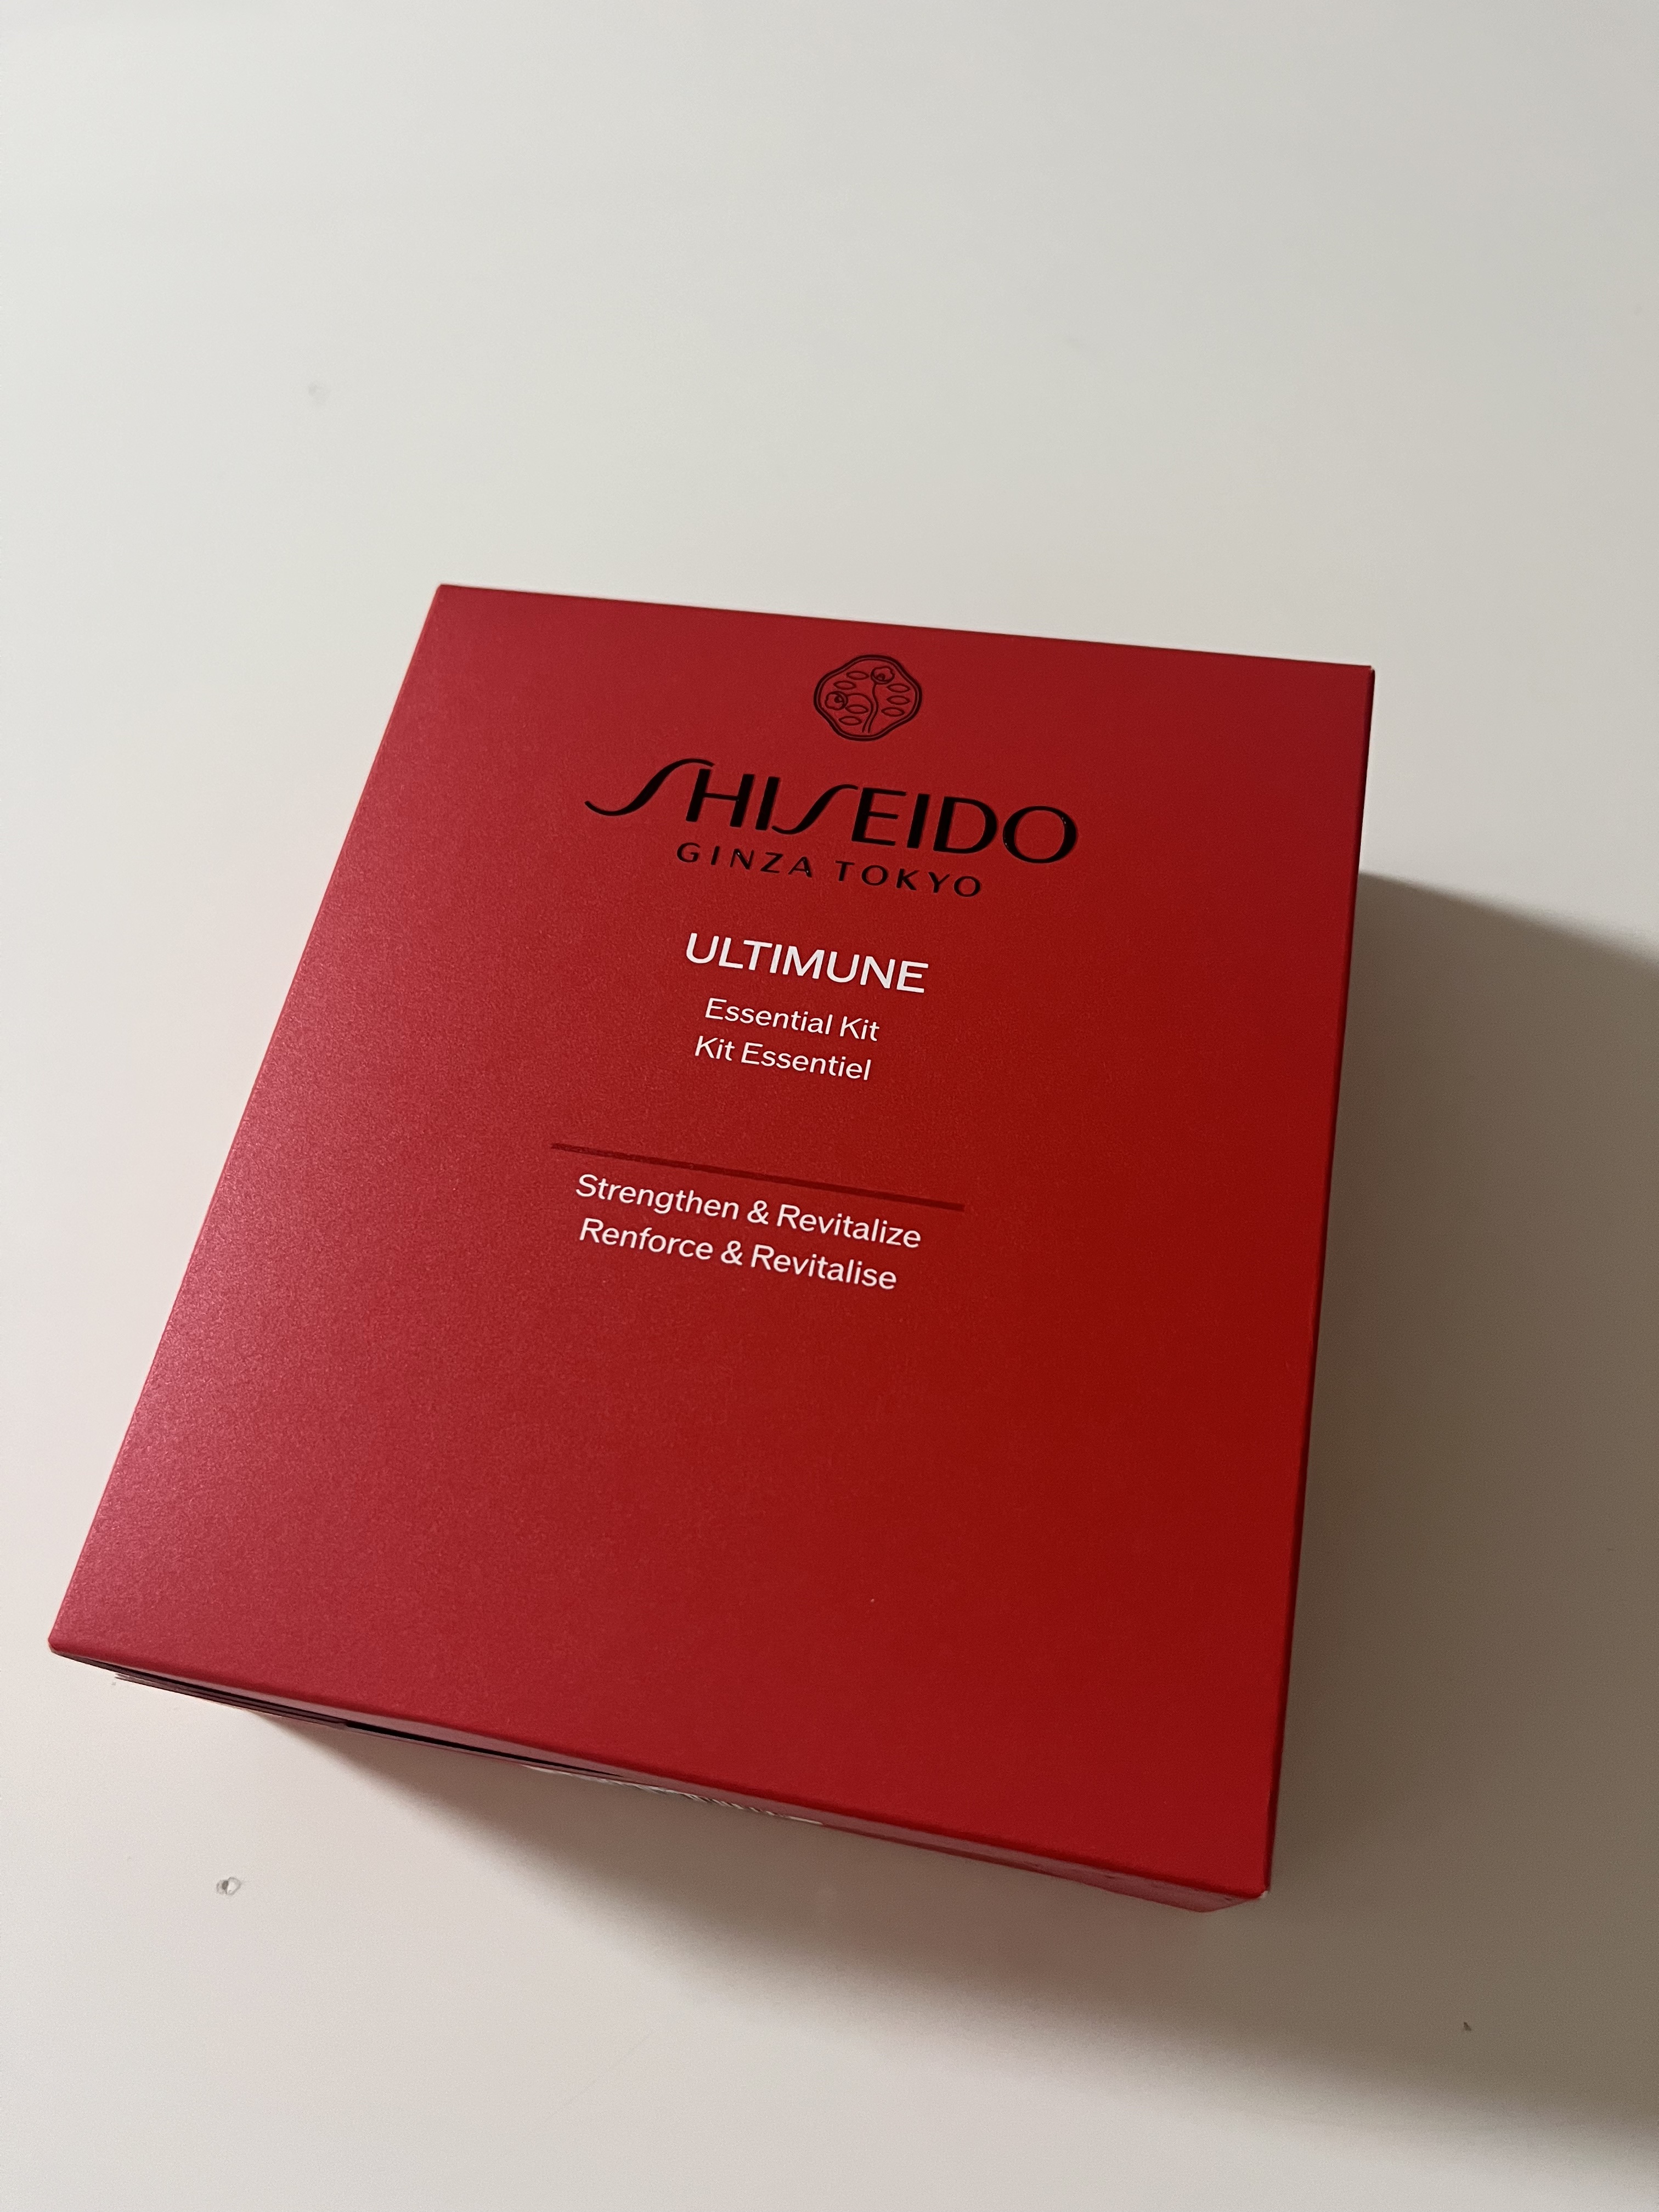 SHISEIDO
GINZA TOKYO
ULTIMUNE
Essential Kit
Kit Essentiel
Strengthen & Revitalize
Renforce & Revitalise